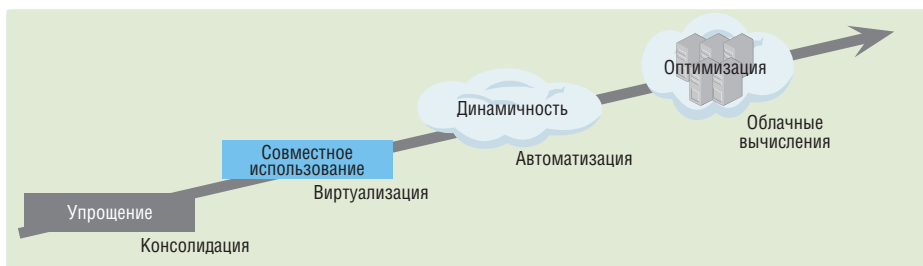 Упрощение
Консолидация
Совместное
использование
Виртуализация
Динамичность
Автоматизация
Оптимизация
Облачные
вычисления